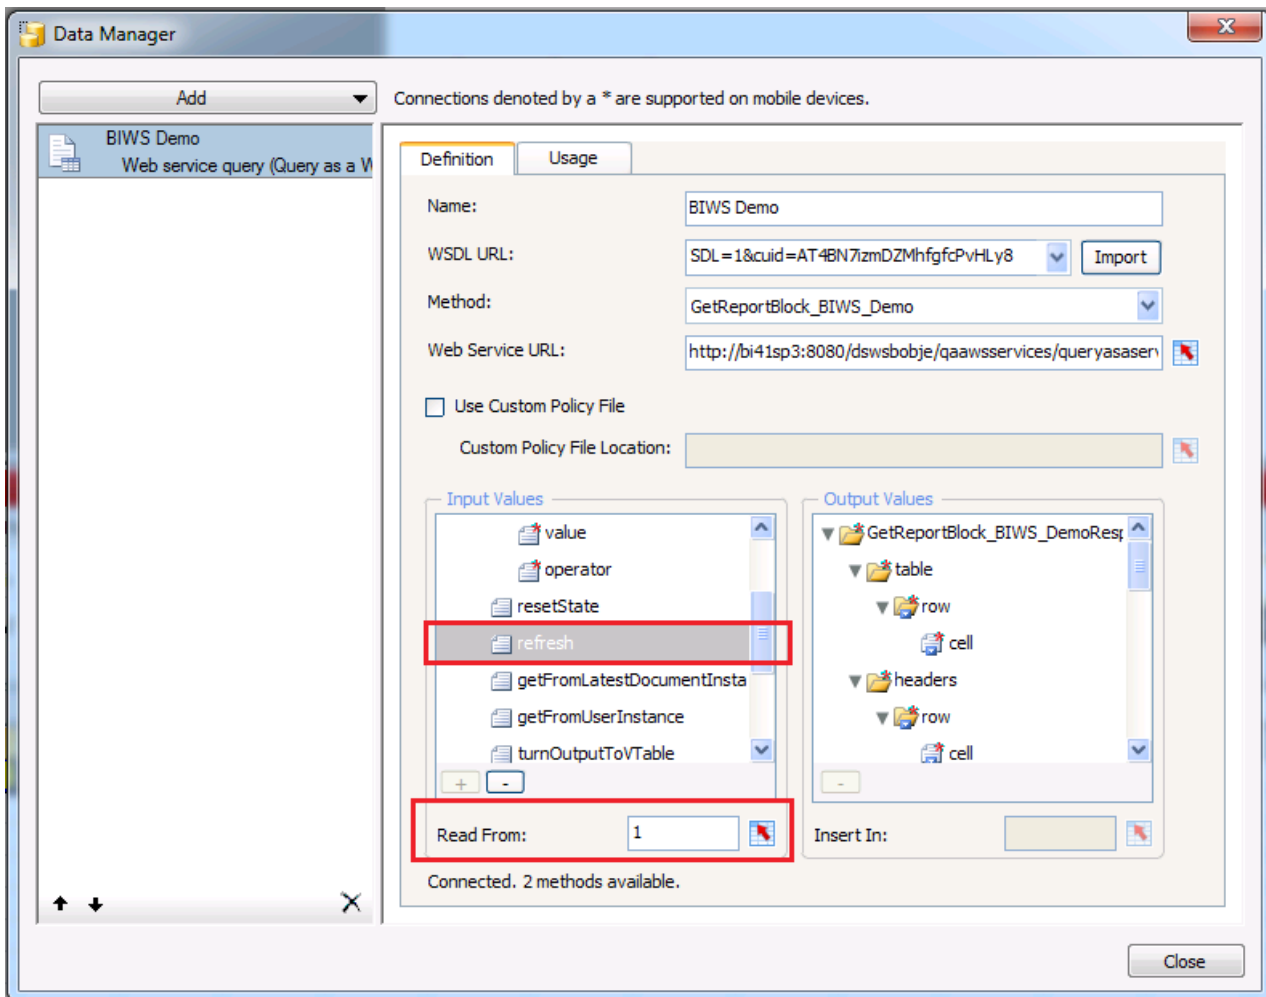 Data Manager
X
Add
Connections denoted by a * are supported on mobile devices.
BIWS Demo
Web service query (Query as a W
Definition
Usage
Name:
BIWS Demo
WSDL URL:
SDL=1&cuid=AT4BN7izmDZMhfgfcPvHLy8
Import
Method:
GetReportBlock_BIWS_Demo
Web Service URL:
http://bi41sp3:8080/dswsbobje/qaawsservices/queryasaserv
Use Custom Policy File
Custom Policy File Location:
Input Values
value
operator
resetState
refresh
getFromLatestDocumentInsta
getFromUserInstance
turnOutputToVTable
+
-
Read From:
1
Output Values
GetReportBlock_BIWS_DemoResp
table
row
cell
headers
row
cell
-
Insert In:
Connected. 2 methods available.
Close